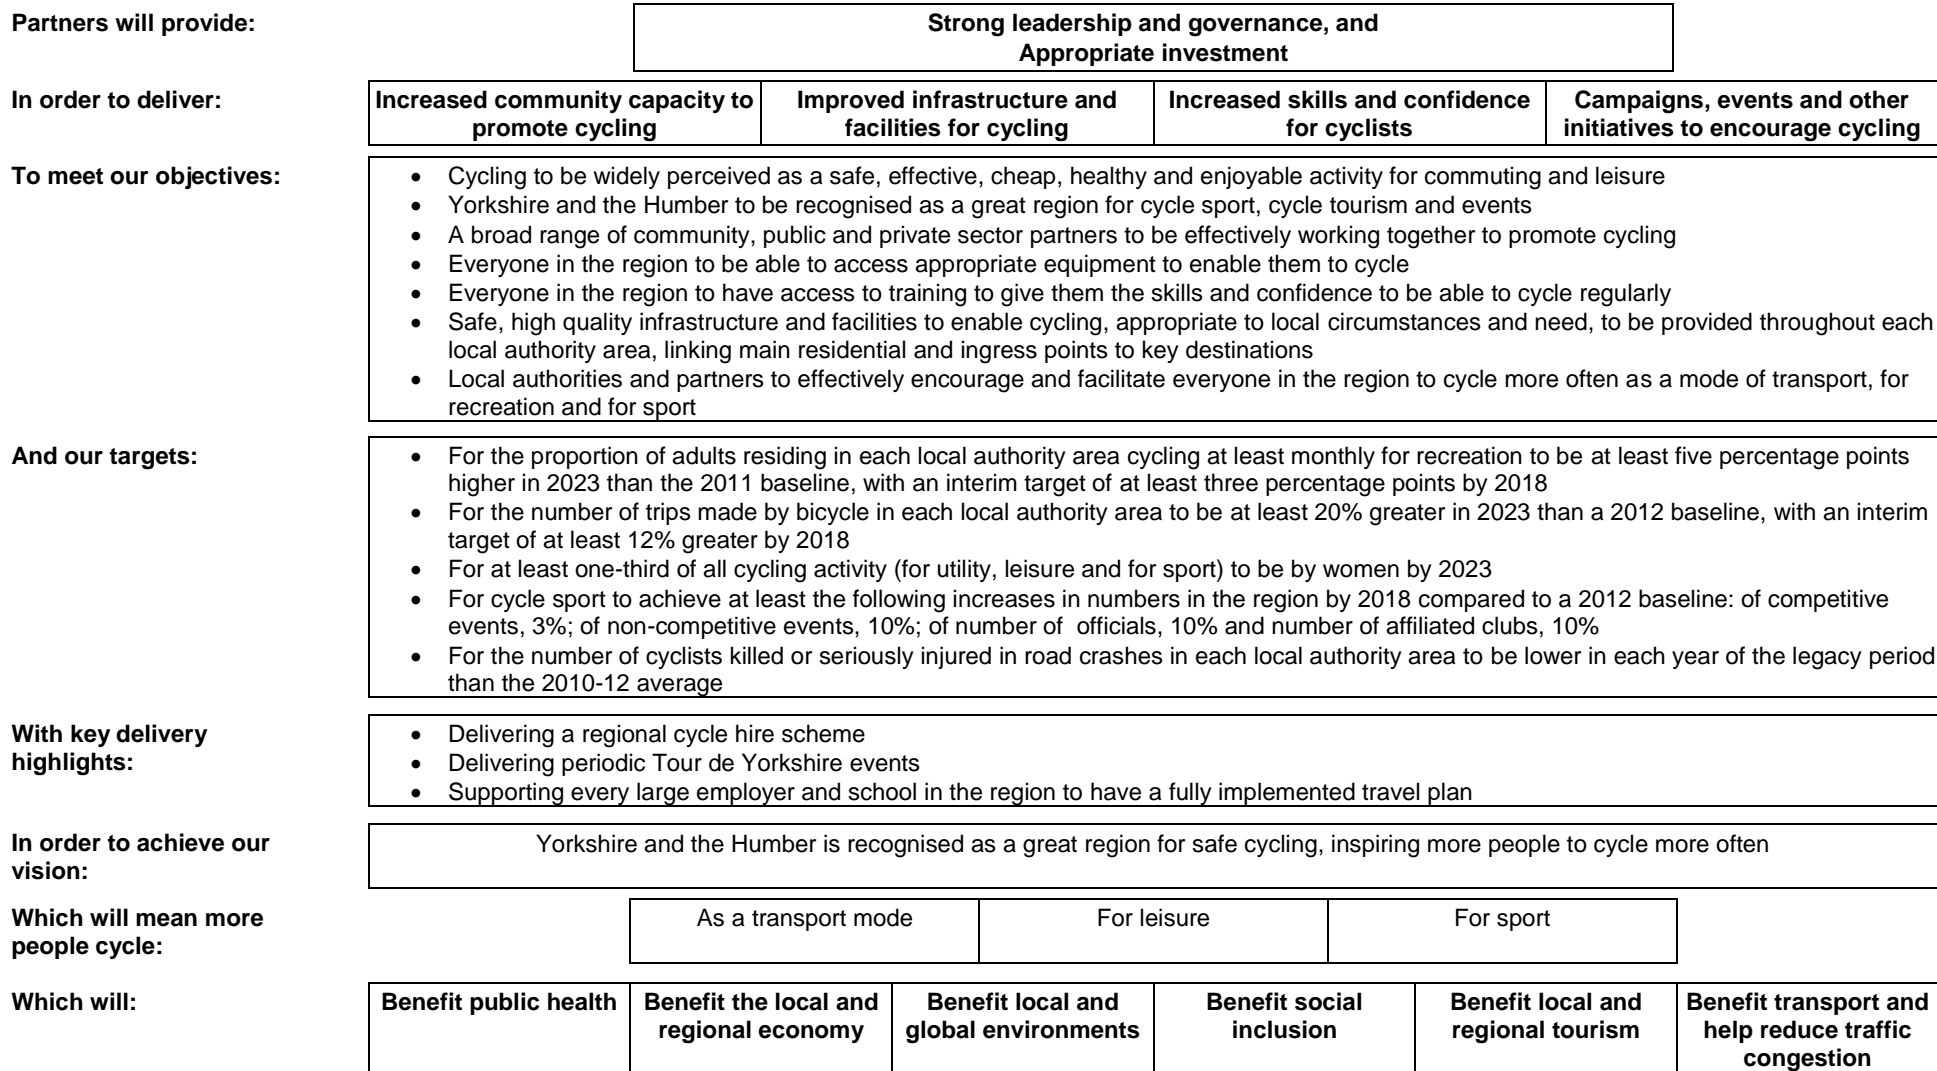 Partners will provide:
Strong leadership and governance, and
Appropriate investment
In order to deliver:
Increased community capacity to
promote cycling
Improved infrastructure and
facilities for cycling
Increased skills and confidence
for cyclists
Campaigns, events and other
initiatives to encourage cycling
To meet our objectives:
• Cycling to be widely perceived as a safe, effective, cheap, healthy and enjoyable activity for commuting and leisure
• Yorkshire and the Humber to be recognised as a great region for cycle sport, cycle tourism and events
• A broad range of community, public and private sector partners to be effectively working together to promote cycling
• Everyone in the region to be able to access appropriate equipment to enable them to cycle
• Everyone in the region to have access to training to give them the skills and confidence to be able to cycle regularly
• Safe, high quality infrastructure and facilities to enable cycling, appropriate to local circumstances and need, to be provided throughout each
local authority area, linking main residential and ingress points to key destinations
• Local authorities and partners to effectively encourage and facilitate everyone in the region to cycle more often as a mode of transport, for
recreation and for sport
And our targets:
• For the proportion of adults residing in each local authority area cycling at least monthly for recreation to be at least five percentage points
higher in 2023 than the 2011 baseline, with an interim target of at least three percentage points by 2018
• For the number of trips made by bicycle in each local authority area to be at least 20% greater in 2023 than a 2012 baseline, with an interim
target of at least 12% greater by 2018
• For at least one-third of all cycling activity (for utility, leisure and for sport) to be by women by 2023
• For cycle sport to achieve at least the following increases in numbers in the region by 2018 compared to a 2012 baseline: of competitive
events, 3%; of non-competitive events, 10%; of number of officials, 10% and number of affiliated clubs, 10%
• For the number of cyclists killed or seriously injured in road crashes in each local authority area to be lower in each year of the legacy period
than the 2010-12 average
With key delivery
highlights:
• Delivering a regional cycle hire scheme
• Delivering periodic Tour de Yorkshire events
• Supporting every large employer and school in the region to have a fully implemented travel plan
In order to achieve our
vision:
Yorkshire and the Humber is recognised as a great region for safe cycling, inspiring more people to cycle more often
Which will mean more
people cycle:
As a transport mode
For leisure
For sport
Which will:
Benefit public health
Benefit the local and
regional economy
Benefit local and
global environments
Benefit social
inclusion
Benefit local and
regional tourism
Benefit transport and
help reduce traffic
congestion